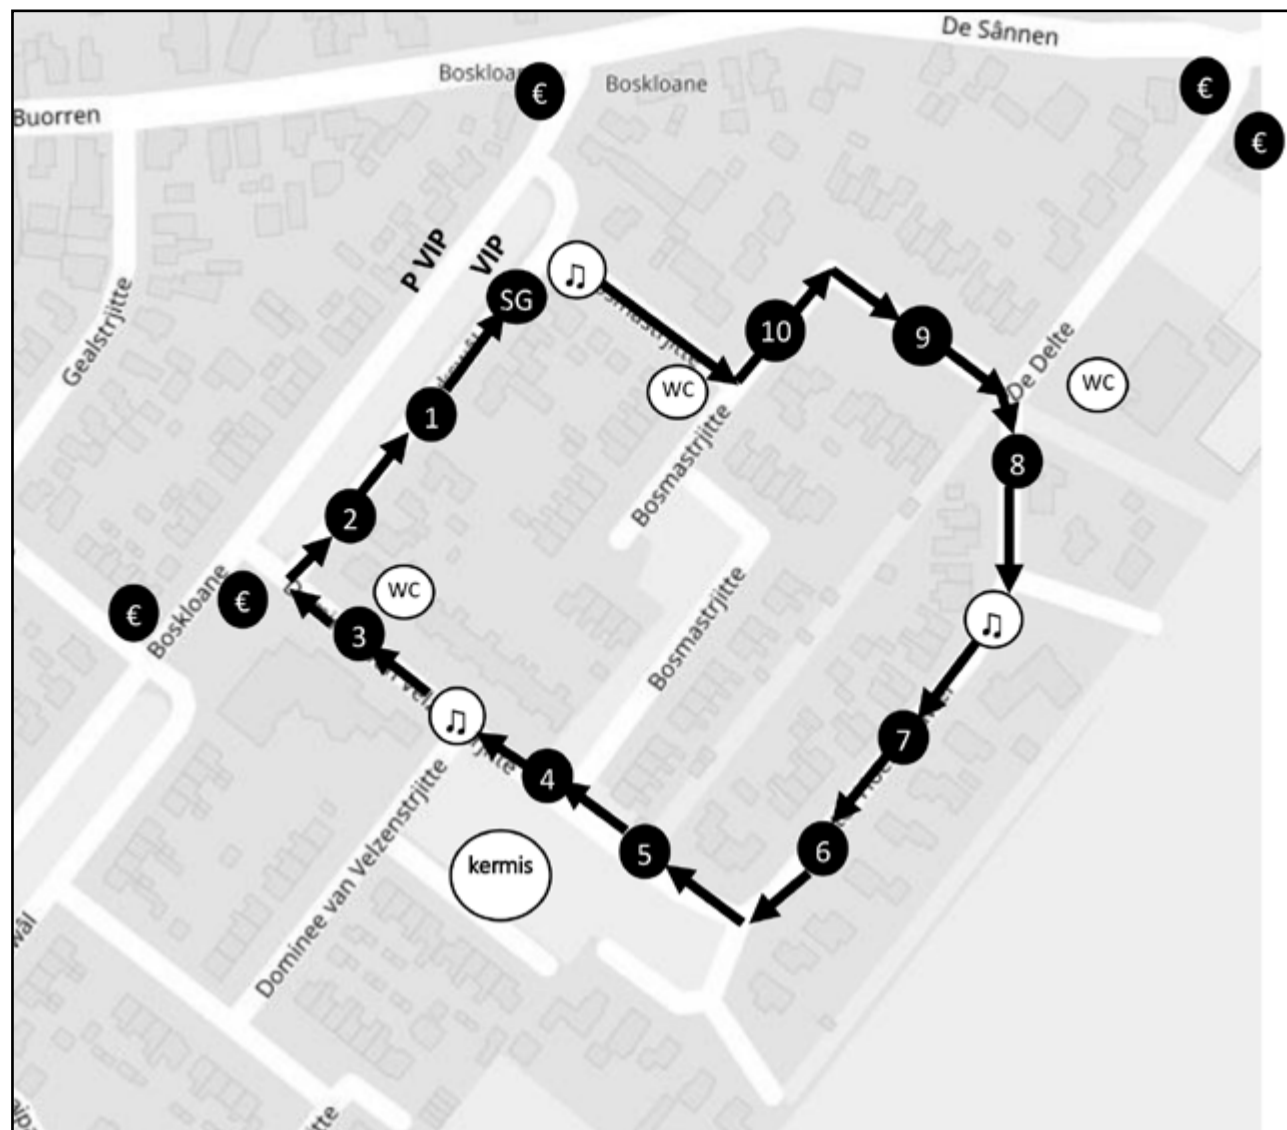 De Sânnen
Boskloane
€
Boskloane
€
Buorren
€
P VIP
VIP
♫
SG
Gealstrjitte
10
9
De Delte
WC
WC
1
Bosmastrjitte
8
2
WC
€
€
Boskloane
3
♫
Bosmastrjitte
♫
7
4
5
6
kermis
Dominee van Velzenstrjitte